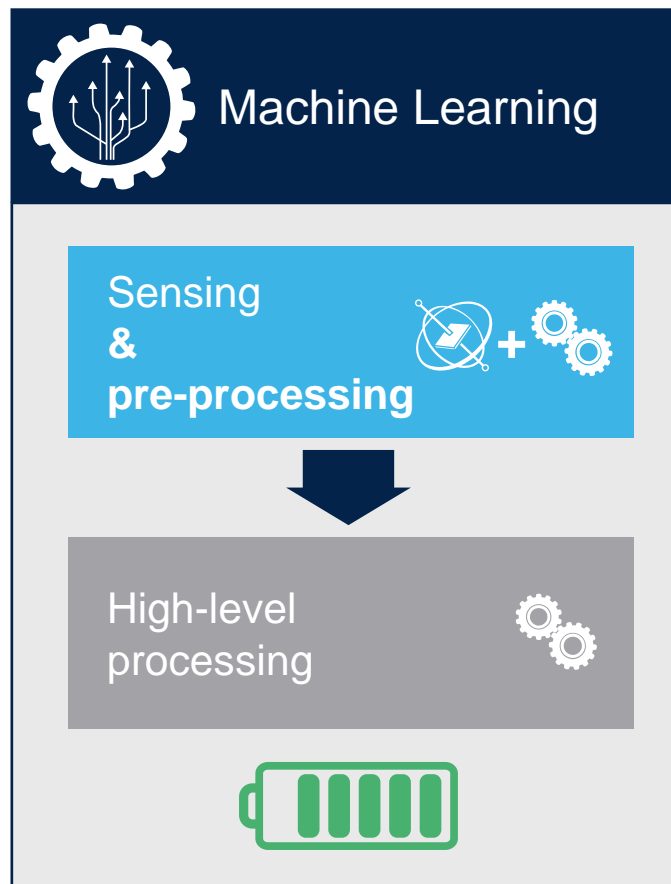 Machine Learning
Sensing
&
pre-processing
High-level
processing